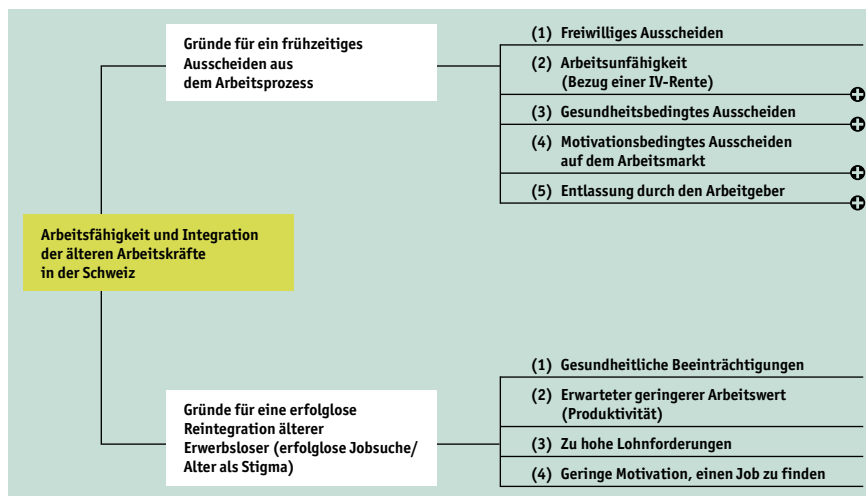 Gründe für ein frühzeitiges
Ausscheiden aus
dem Arbeitsprozess
(1) Freiwilliges Ausscheiden
(2) Arbeitsunfähigkeit
(Bezug einer IV-Rente)
(3) Gesundheitsbedingtes Ausscheiden
(4) Motivationsbedingtes Ausscheiden
auf dem Arbeitsmarkt
(5) Entlassung durch den Arbeitgeber
Arbeitsfähigkeit und Integration
der älteren Arbeitskräfte
in der Schweiz
Gründe für eine erfolglose
Reintegration älterer
Erwerbsloser (erfolglose Jobsuche/
Alter als Stigma)
(1) Gesundheitliche Beeinträchtigungen
(2) Erwarteter geringerer Arbeitswert
(Produktivität)
(3) Zu hohe Lohnforderungen
(4) Geringe Motivation, einen Job zu finden